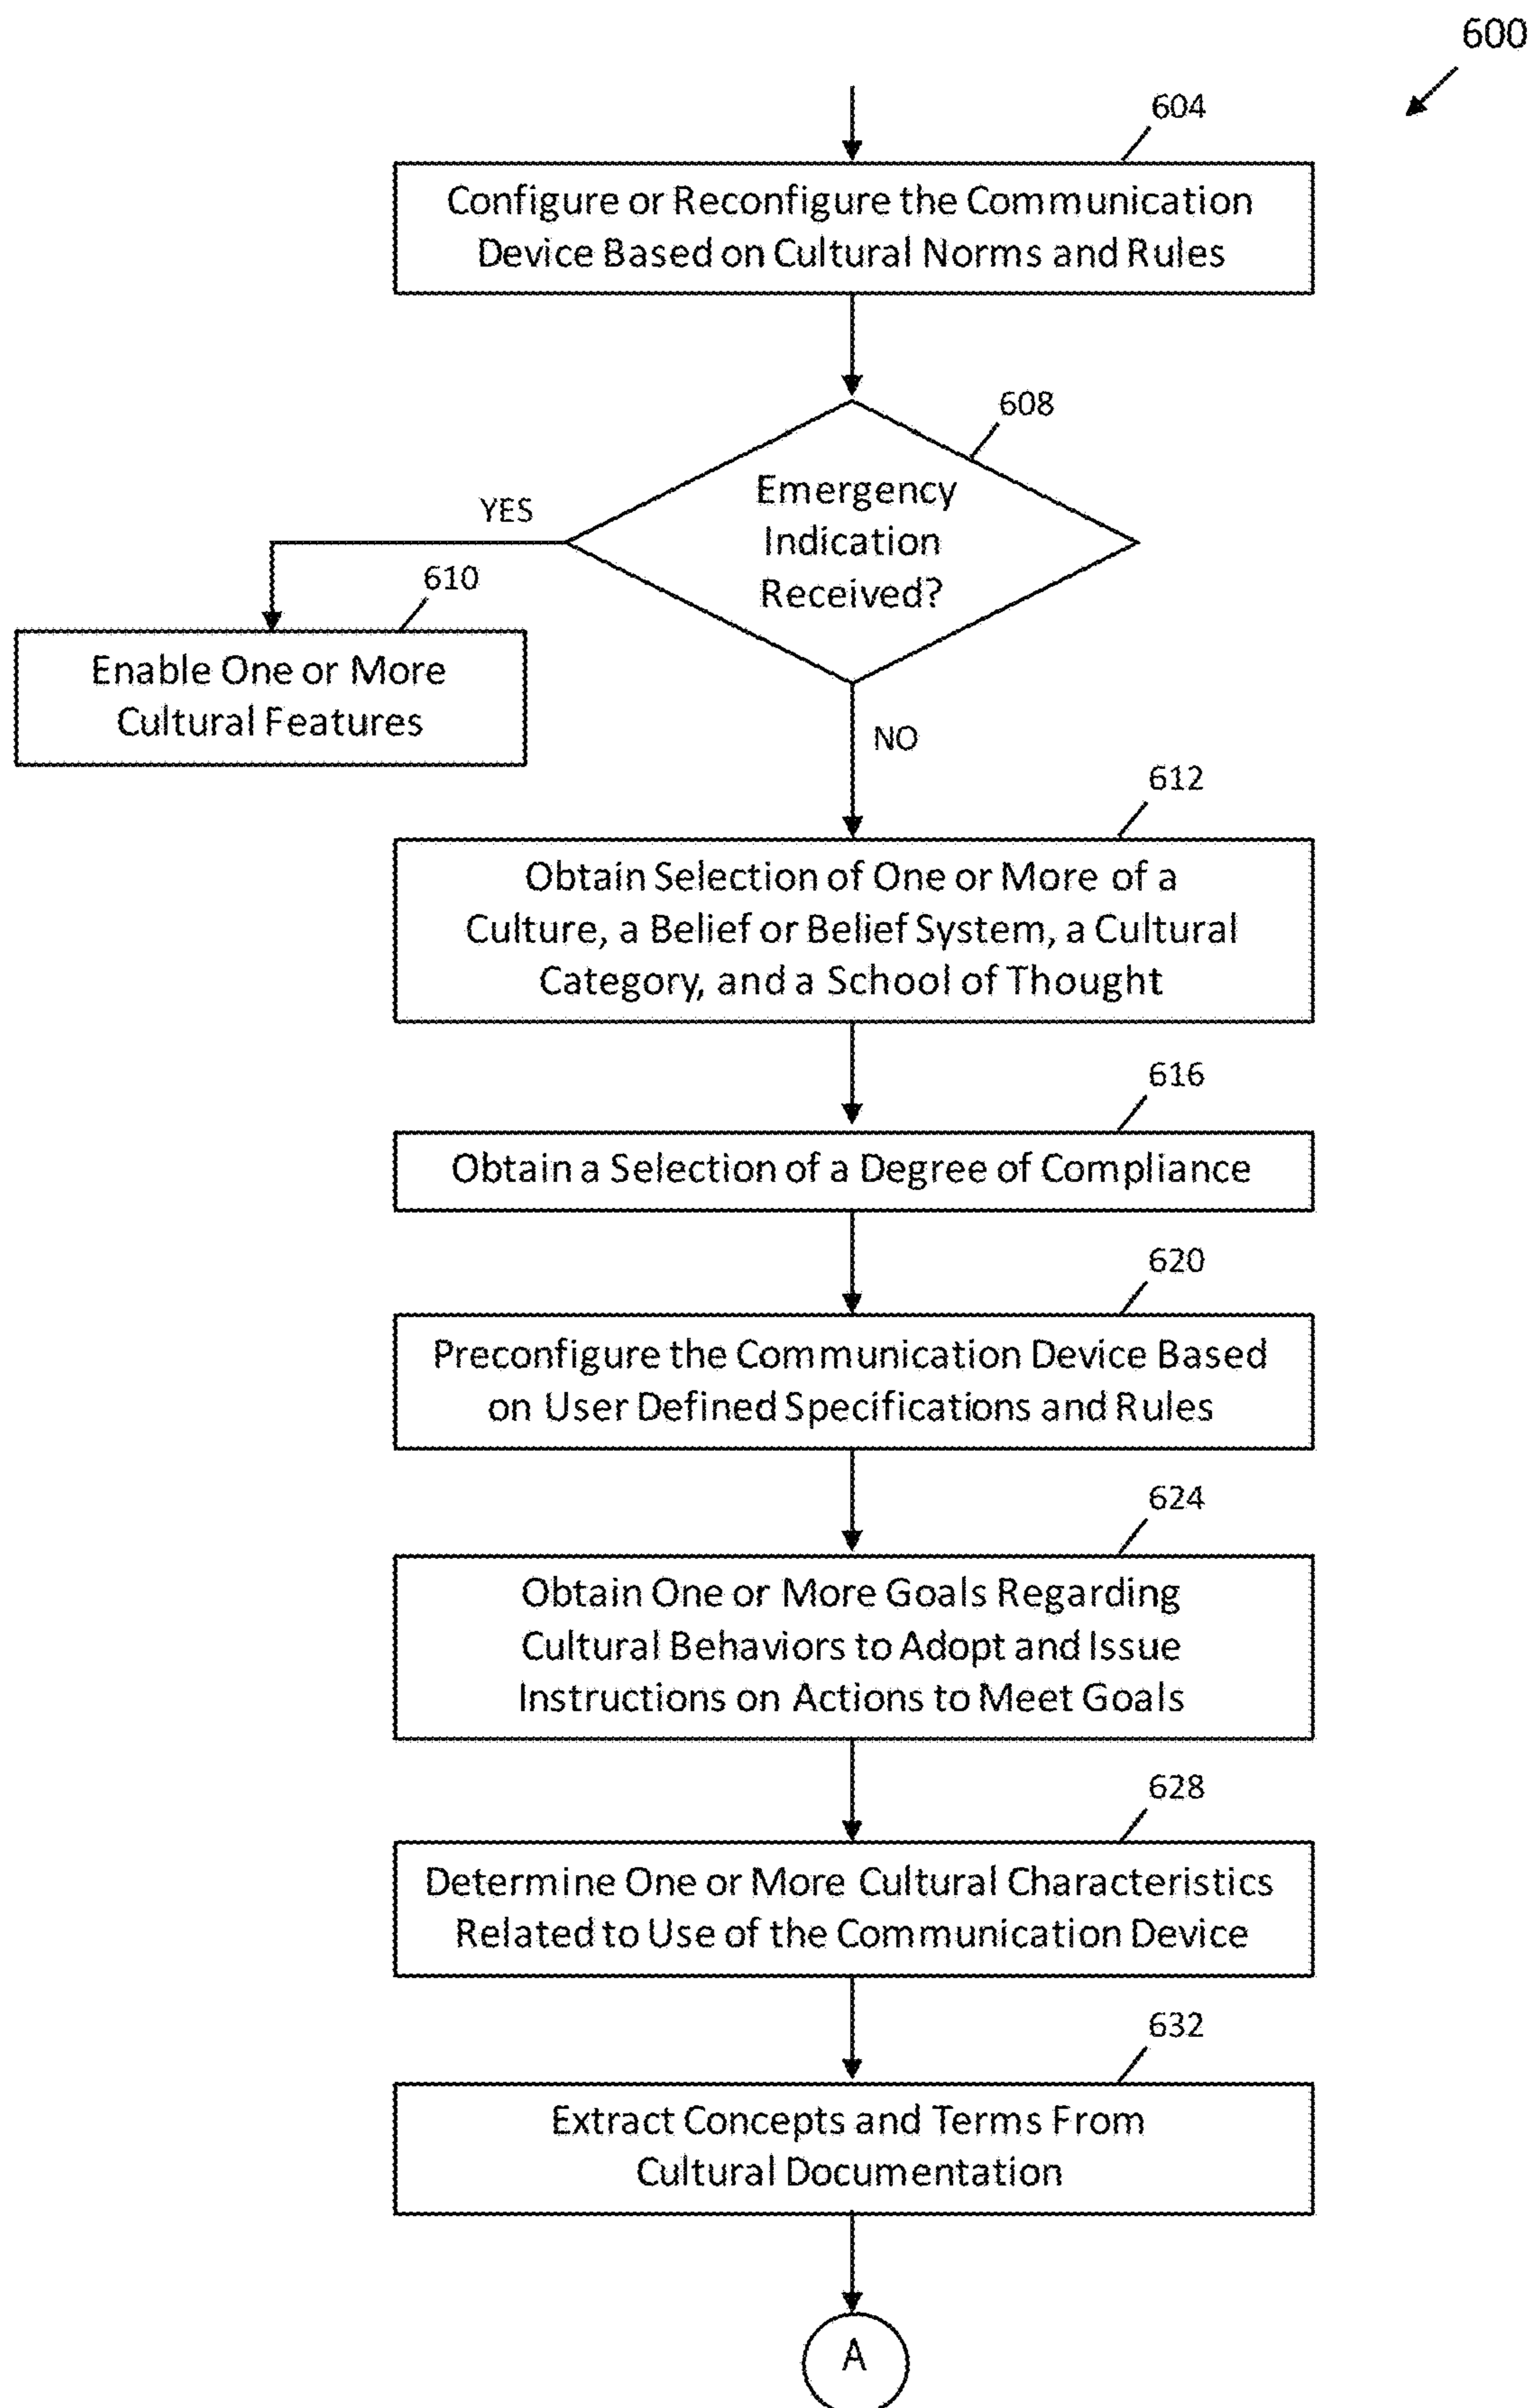 600
604
Configure or Reconfigure the Communication
Device Based on Cultural Norms and Rules
608
Emergency
Indication
Received?
YES
610
Enable One or More
Cultural Features
NO
612
Obtain Selection of One or More of a
Culture, a Belief or Belief System, a Cultural
Category, and a School of Thought
616
Obtain a Selection of a Degree of Compliance
620
Preconfigure the Communication Device Based
on User Defined Specifications and Rules
624
Obtain One or More Goals Regarding
Cultural Behaviors to Adopt and Issue
Instructions on Actions to Meet Goals
628
Determine One or More Cultural Characteristics
Related to Use of the Communication Device
632
Extract Concepts and Terms From
Cultural Documentation
A